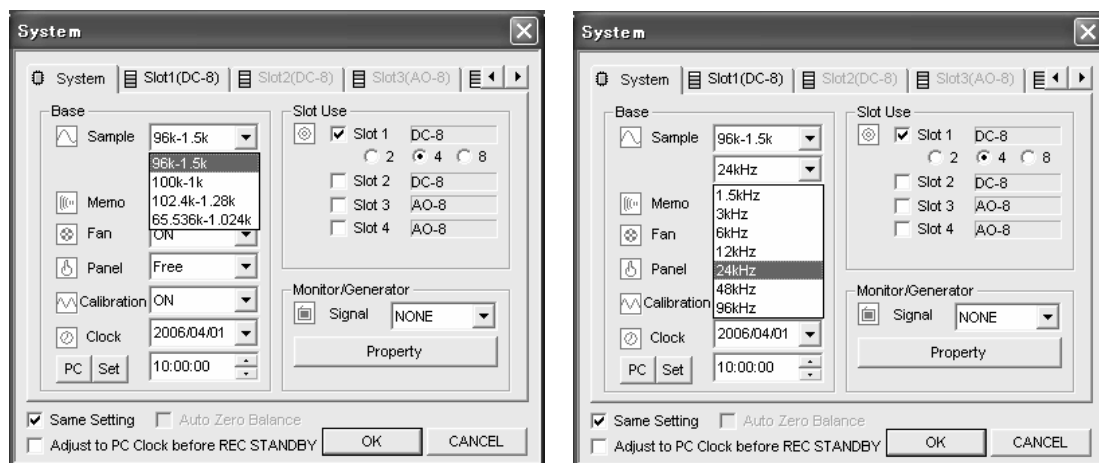 System
System Slot1(DC-8) Slot2(DC-8) Slot3(AO-8)
Base
Sample 96k-1.5k
96k-1.5k
100k-1k
102.4k-1.28k
65.536k-1.024k
Memo
Fan ON
Panel Free
Calibration ON
Clock 2006/04/01
PC Set 10:00:00
Slot Use
Slot 1 DC-8
2 4 8
Slot 2 DC-8
Slot 3 AO-8
Slot 4 AO-8
Monitor/Generator
Signal NONE
Property
Same Setting Auto Zero Balance
Adjust to PC Clock before REC STANDBY OK CANCEL
System
System Slot1(DC-8) Slot2(DC-8) Slot3(AO-8)
Base
Sample 96k-1.5k
24kHz
1.5kHz
3kHz
6kHz
12kHz
24kHz
48kHz
96kHz
Memo
Fan
Panel
Calibration
Clock 2006/04/01
PC Set 10:00:00
Slot Use
Slot 1 DC-8
2 4 8
Slot 2 DC-8
Slot 3 AO-8
Slot 4 AO-8
Monitor/Generator
Signal NONE
Property
Same Setting Auto Zero Balance
Adjust to PC Clock before REC STANDBY OK CANCEL